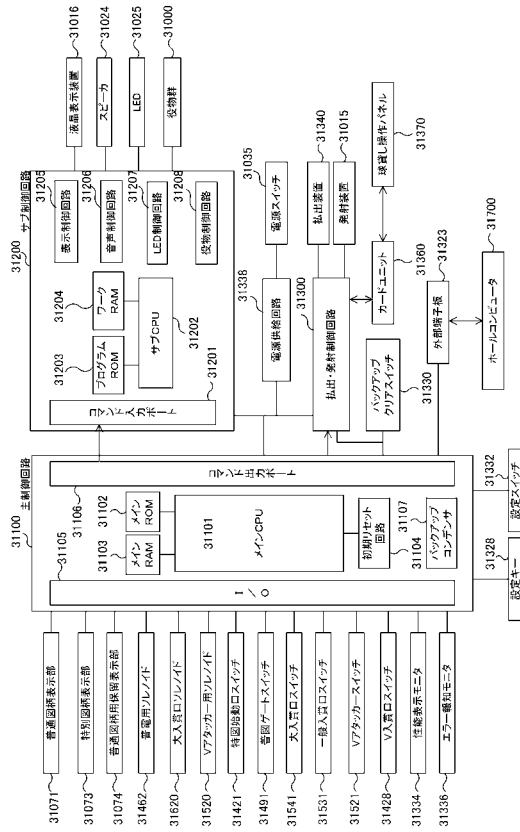 31071
普通図柄表示部
31073
特別図柄表示部
31074
普通図柄用保留表示部
31462
普電用ソレノイド
31620
大入賞口ソレノイド
31520
Vアタッカー用ソレノイド
31421
特図始動口スイッチ
31491
普図ゲートスイッチ
31541
大入賞口スイッチ
31531
一般入賞口スイッチ
31521
Vアタッカースイッチ
31428
V入賞口スイッチ
31334
性能表示モニタ
31336
エラー報知モニタ
31100
主制御回路
31105
I/O
31106
コマンド出力ポート
31103
メイン
RAM
31102
メイン
ROM
31101
メインCPU
初期リセット
回路
31104
31107
バックアップ
コンデンサ
31328
設定キー
31332
設定スイッチ
31200
サブ制御回路
コマンド入力ポート
31201
31203
プログラム
ROM
31204
ワーク
RAM
サブCPU
31202
31205
表示制御回路
31206
音声制御回路
31207
LED制御回路
31208
役物制御回路
液晶表示装置
31016
スピーカ
31024
LED
31025
役物群
31000
31338
電源供給回路
電源スイッチ
31035
31300
払出・発射制御回路
払出装置
31340
発射装置
31015
バックアップ
クリアスイッチ
31330
カードユニット
31360
球貸し操作パネル
31370
外部端子板
31323
ホールコンピュータ
31700